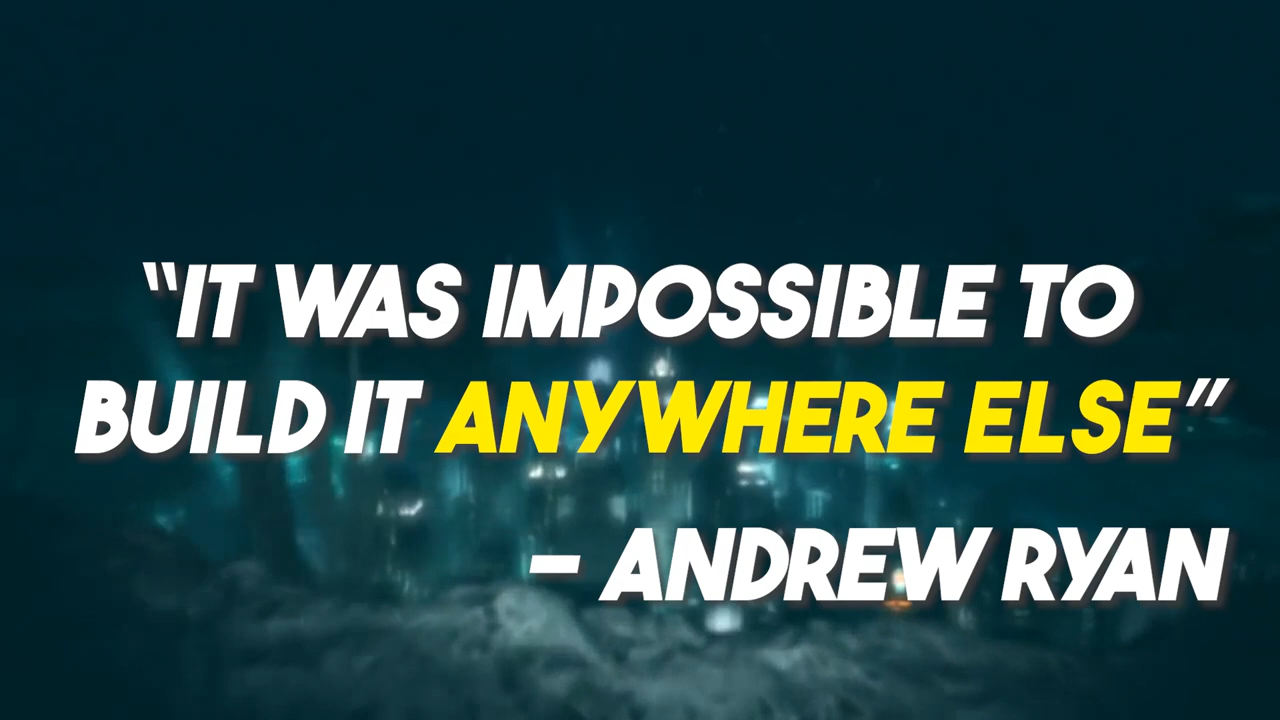 “IT WAS IMPOSSIBLE TO
BUILD IT ANYWHERE ELSE”
– ANDREW RYAN